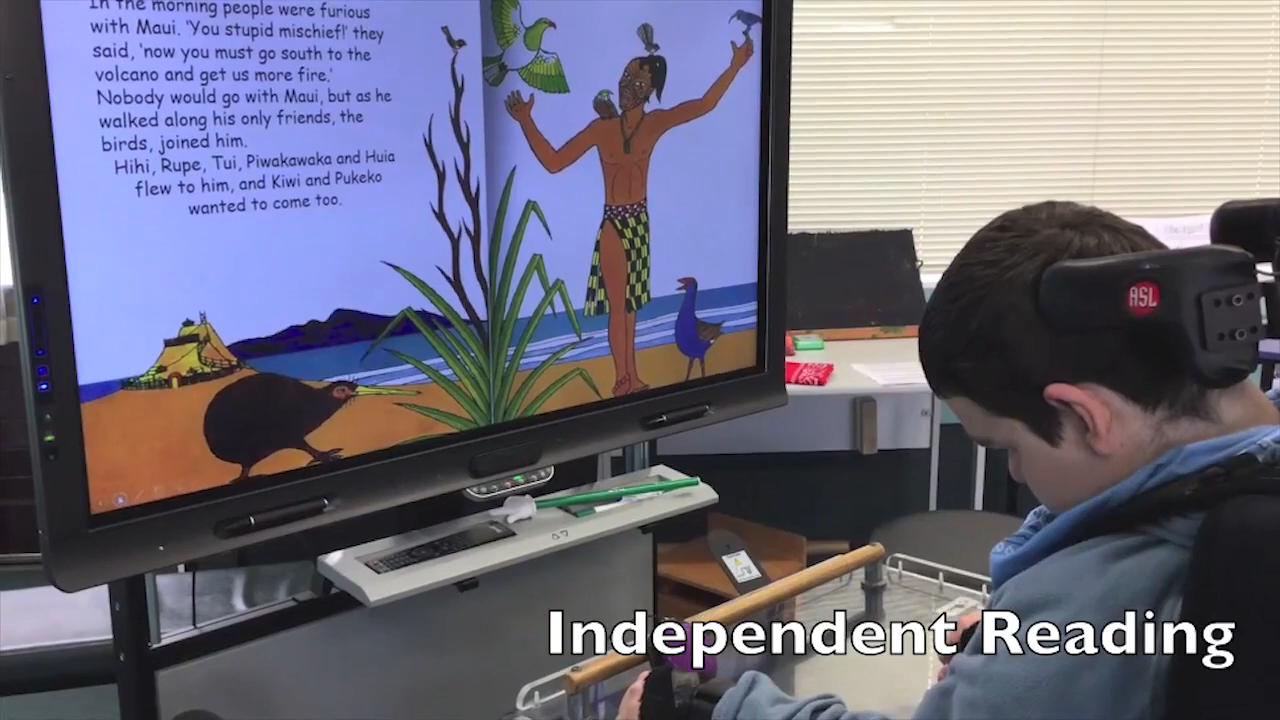 In the morning people were furious
with Maui. 'You stupid mischief!' they
said, 'now you must go south to the
volcano and get us more fire.'
Nobody would go with Maui, but as he
walked along his only friends, the
birds, joined him.
Hihi, Rupe, Tui, Piwakawaka and Huia
flew to him, and Kiwi and Pukeko
wanted to come too.
ASL
Independent Reading